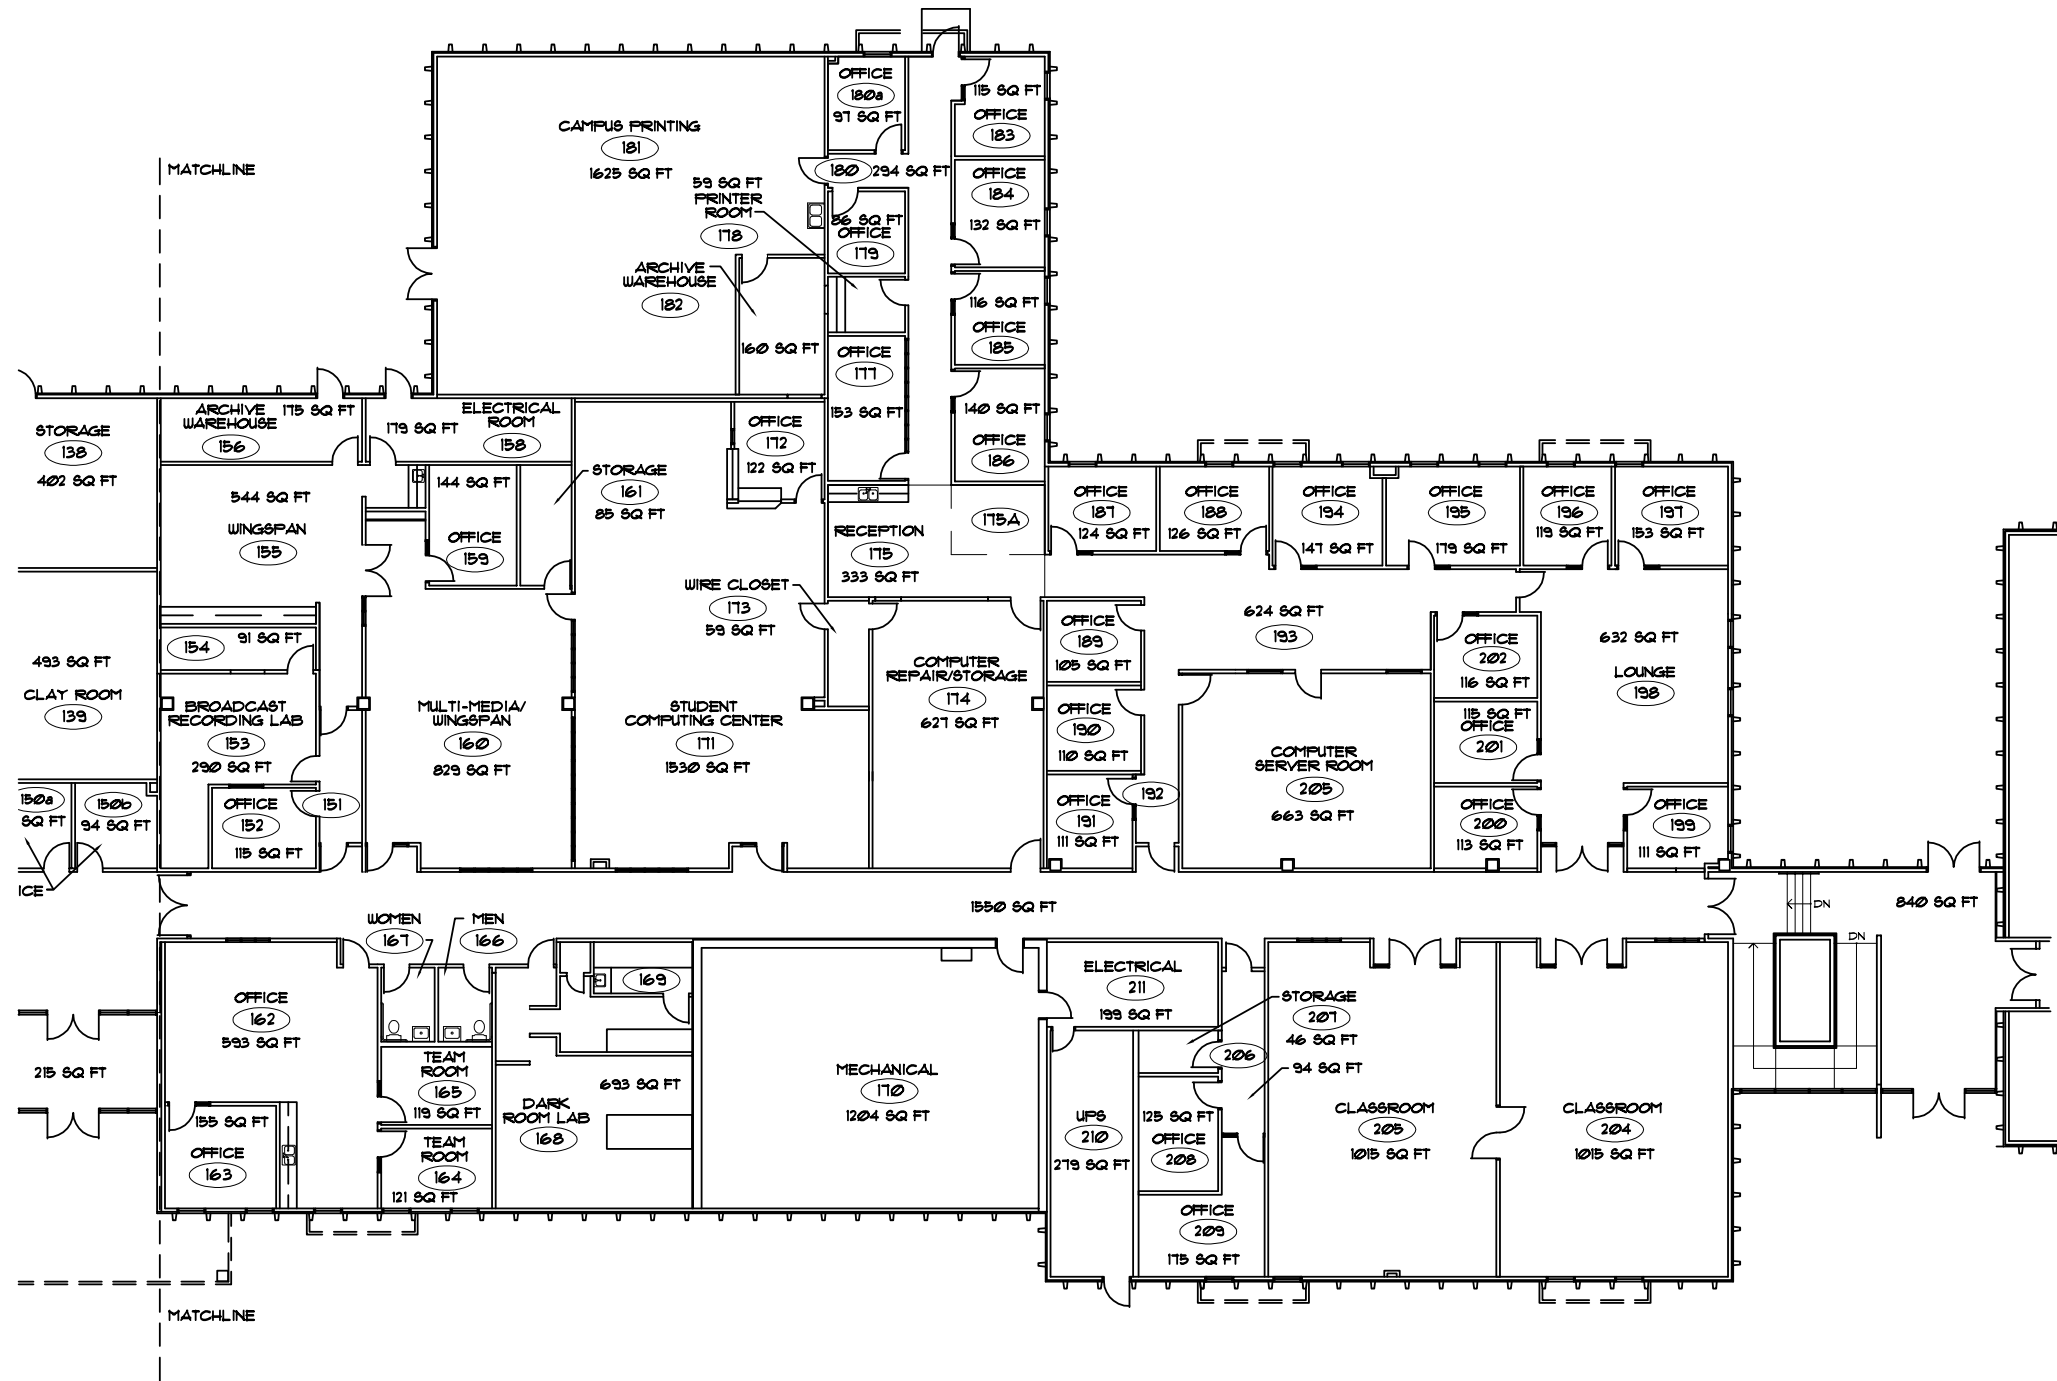 MATCHLINE
CAMPUS PRINTING
181
1625 SQ FT
59 SQ FT
PRINTER
ROOM
178
ARCHIVE
WAREHOUSE
182
160 SQ FT
OFFICE
180a
97 SQ FT
180
294 SQ FT
86 SQ FT
OFFICE
179
OFFICE
177
153 SQ FT
115 SQ FT
OFFICE
183
OFFICE
184
132 SQ FT
116 SQ FT
OFFICE
185
140 SQ FT
OFFICE
186
STORAGE
138
402 SQ FT
ARCHIVE
WAREHOUSE
156
175 SQ FT
179 SQ FT
ELECTRICAL
ROOM
158
544 SQ FT
WINGSPAN
155
144 SQ FT
OFFICE
159
STORAGE
161
85 SQ FT
OFFICE
172
122 SQ FT
RECEPTION
175
333 SQ FT
175A
WIRE CLOSET
173
59 SQ FT
OFFICE
187
124 SQ FT
OFFICE
188
126 SQ FT
OFFICE
194
147 SQ FT
OFFICE
195
179 SQ FT
OFFICE
196
119 SQ FT
OFFICE
197
153 SQ FT
493 SQ FT
CLAY ROOM
139
154
91 SQ FT
BROADCAST
RECORDING LAB
153
290 SQ FT
OFFICE
152
115 SQ FT
151
MULTI-MEDIA/
WINGSPAN
160
829 SQ FT
STUDENT
COMPUTING CENTER
171
1530 SQ FT
COMPUTER
REPAIR/STORAGE
174
627 SQ FT
OFFICE
189
105 SQ FT
OFFICE
190
110 SQ FT
OFFICE
191
111 SQ FT
192
624 SQ FT
193
COMPUTER
SERVER ROOM
205
663 SQ FT
OFFICE
202
116 SQ FT
115 SQ FT
OFFICE
201
OFFICE
200
113 SQ FT
632 SQ FT
LOUNGE
198
OFFICE
199
111 SQ FT
150a
SQ FT
150b
94 SQ FT
ICE
1550 SQ FT
DN
840 SQ FT
DN
WOMEN
167
MEN
166
OFFICE
162
593 SQ FT
155 SQ FT
OFFICE
163
TEAM
ROOM
165
119 SQ FT
TEAM
ROOM
164
121 SQ FT
169
693 SQ FT
DARK
ROOM LAB
168
MECHANICAL
170
1204 SQ FT
ELECTRICAL
211
199 SQ FT
STORAGE
207
46 SQ FT
206
94 SQ FT
UPS
210
279 SQ FT
125 SQ FT
OFFICE
208
OFFICE
209
175 SQ FT
CLASSROOM
205
1015 SQ FT
CLASSROOM
204
1015 SQ FT
215 SQ FT
MATCHLINE